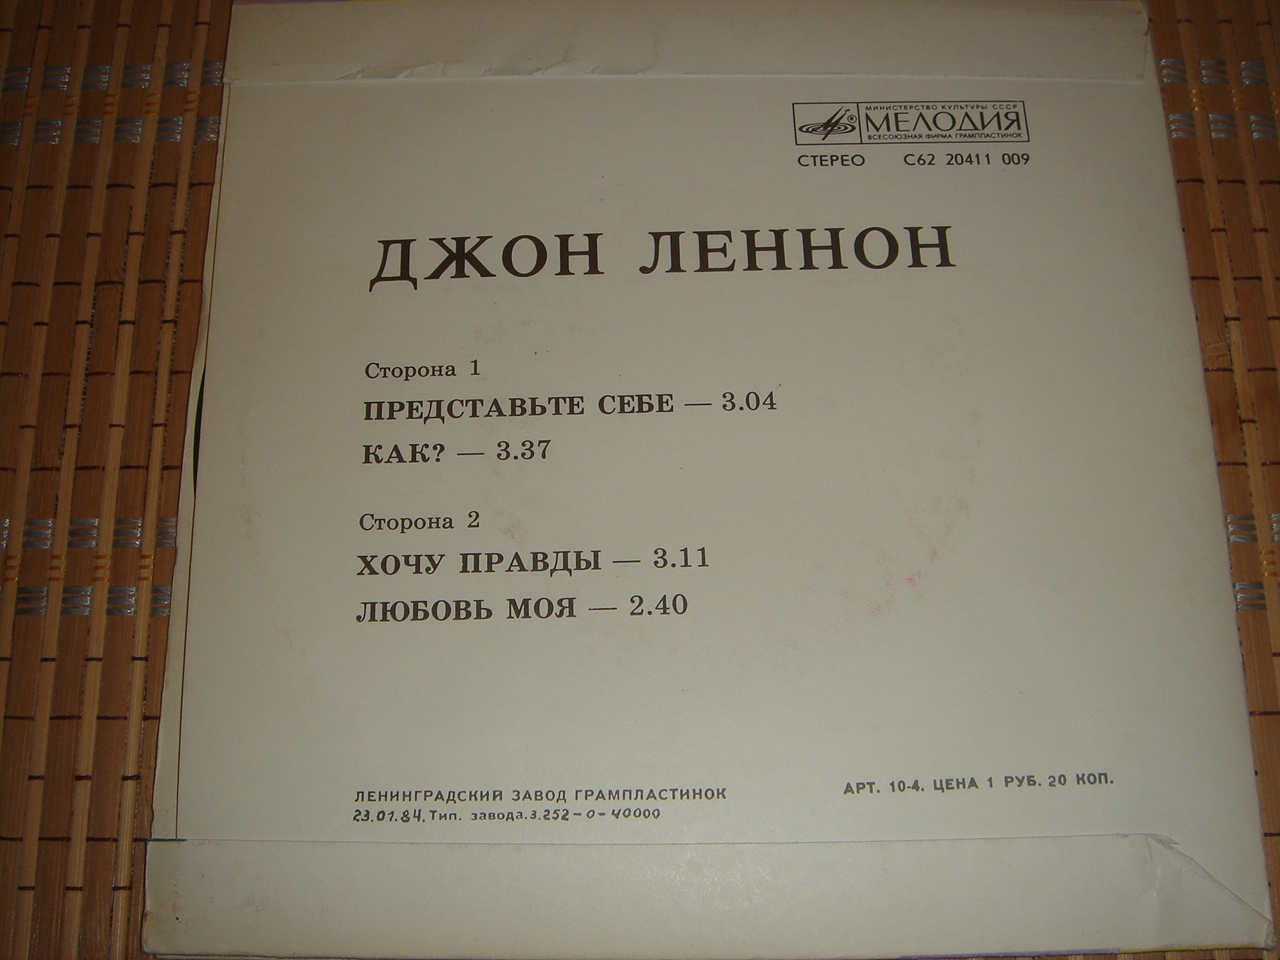 МИНИСТЕРСТВО КУЛЬТУРЫ СССР
МЕЛОДИЯ
ВСЕСОЮЗНАЯ ФИРМА ГРАМПЛАСТИНОК
СТЕРЕО С62 20411 009
ДЖОН ЛЕННОН
Сторона 1
ПРЕДСТАВЬТЕ СЕБЕ — 3.04
КАК? — 3.37
Сторона 2
ХОЧУ ПРАВДЫ — 3.11
ЛЮБОВЬ МОЯ — 2.40
ЛЕНИНГРАДСКИЙ ЗАВОД ГРАМПЛАСТИНОК
23.01.84. Тип. завода.З.252-0-40000
АРТ. 10-4. ЦЕНА 1 РУБ. 20 КОП.